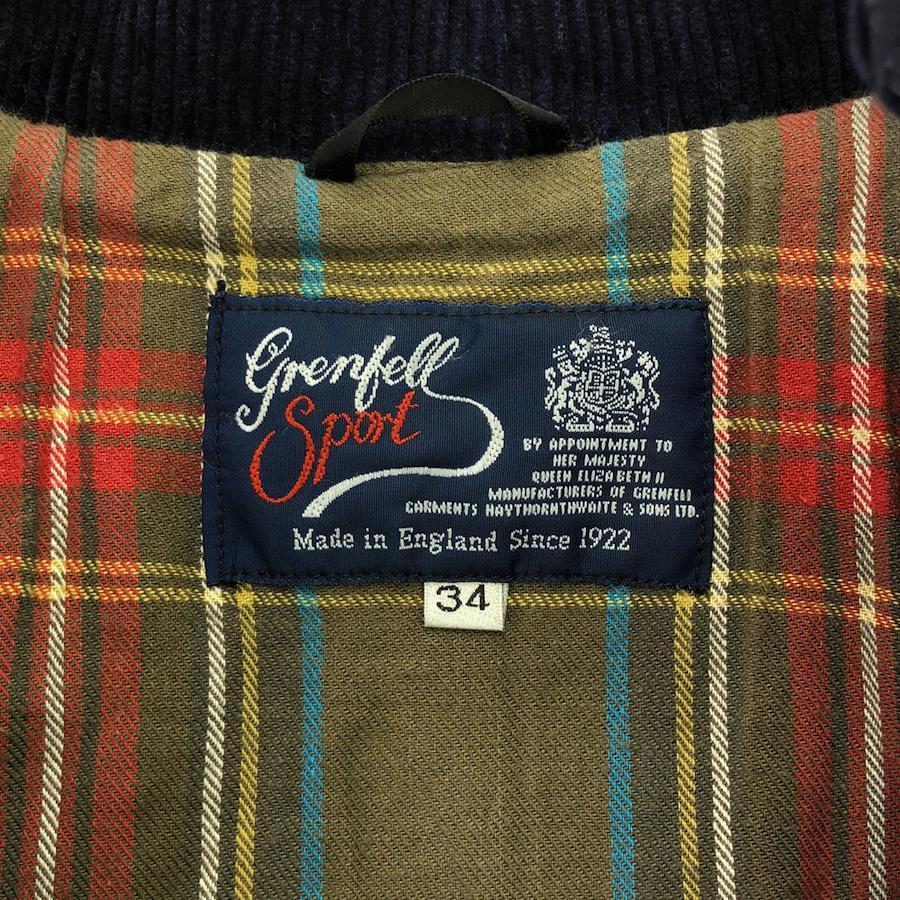 Grenfell
Sport
BY APPOINTMENT TO
HER MAJESTY
QUEEN ELIZABETH II
MANUFACTURERS OF GRENFELL
GARMENTS HAYTHORNTHWAITE & SONS LTD.
Made in England Since 1922
34